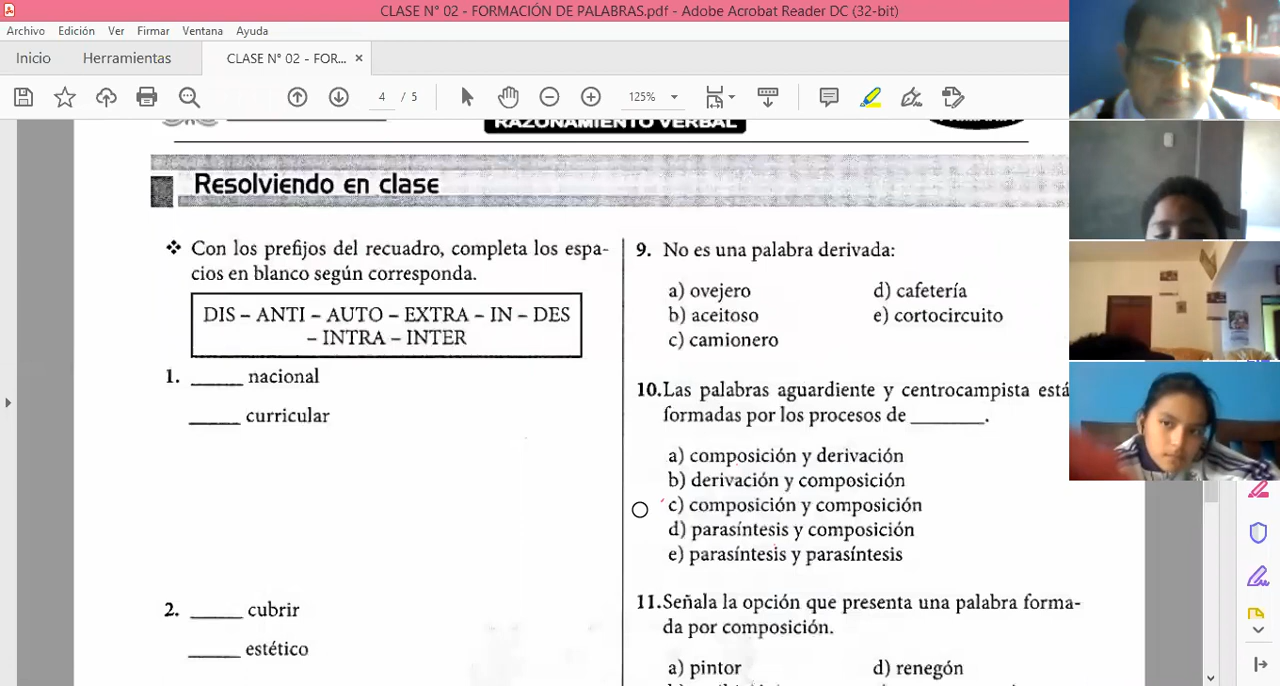 CLASE N° 02 - FORMACIÓN DE PALABRAS.pdf - Adobe Acrobat Reader DC (32-bit)
Archivo Edición Ver Firmar Ventana Ayuda
Inicio Herramientas CLASE N° 02 - FOR... ×
4 / 5 125%
RAZONAMIENTO VERBAL
Resolviendo en clase
❖ Con los prefijos del recuadro, completa los espa-
cios en blanco según corresponda.
DIS – ANTI – AUTO – EXTRA – IN – DES
– INTRA – INTER
1. _____ nacional
_____ curricular
2. _____ cubrir
_____ estético
9. No es una palabra derivada:
a) ovejero
b) aceitoso
c) camionero
d) cafetería
e) cortocircuito
10. Las palabras aguardiente y centrocampista está
formadas por los procesos de _______.
a) composición y derivación
b) derivación y composición
c) composición y composición
d) parasíntesis y composición
e) parasíntesis y parasíntesis
11. Señala la opción que presenta una palabra forma-
da por composición.
a) pintor
d) renegón